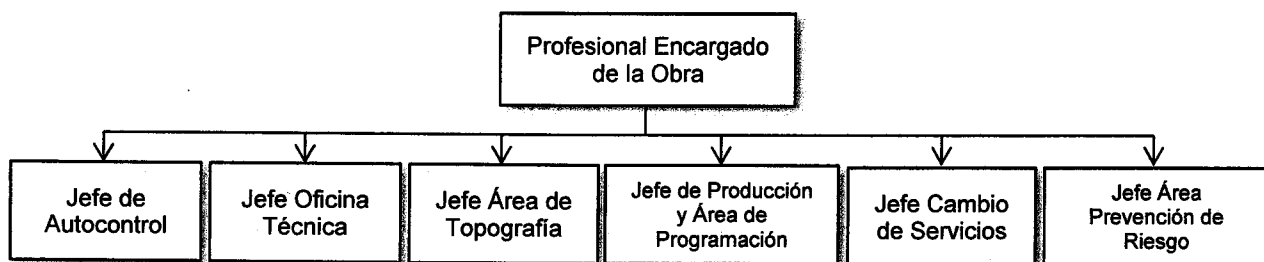 Profesional Encargado
de la Obra
Jefe de
Autocontrol
Jefe Oficina
Técnica
Jefe Área de
Topografía
Jefe de Producción
y Área de
Programación
Jefe Cambio
de Servicios
Jefe Área
Prevención de
Riesgo